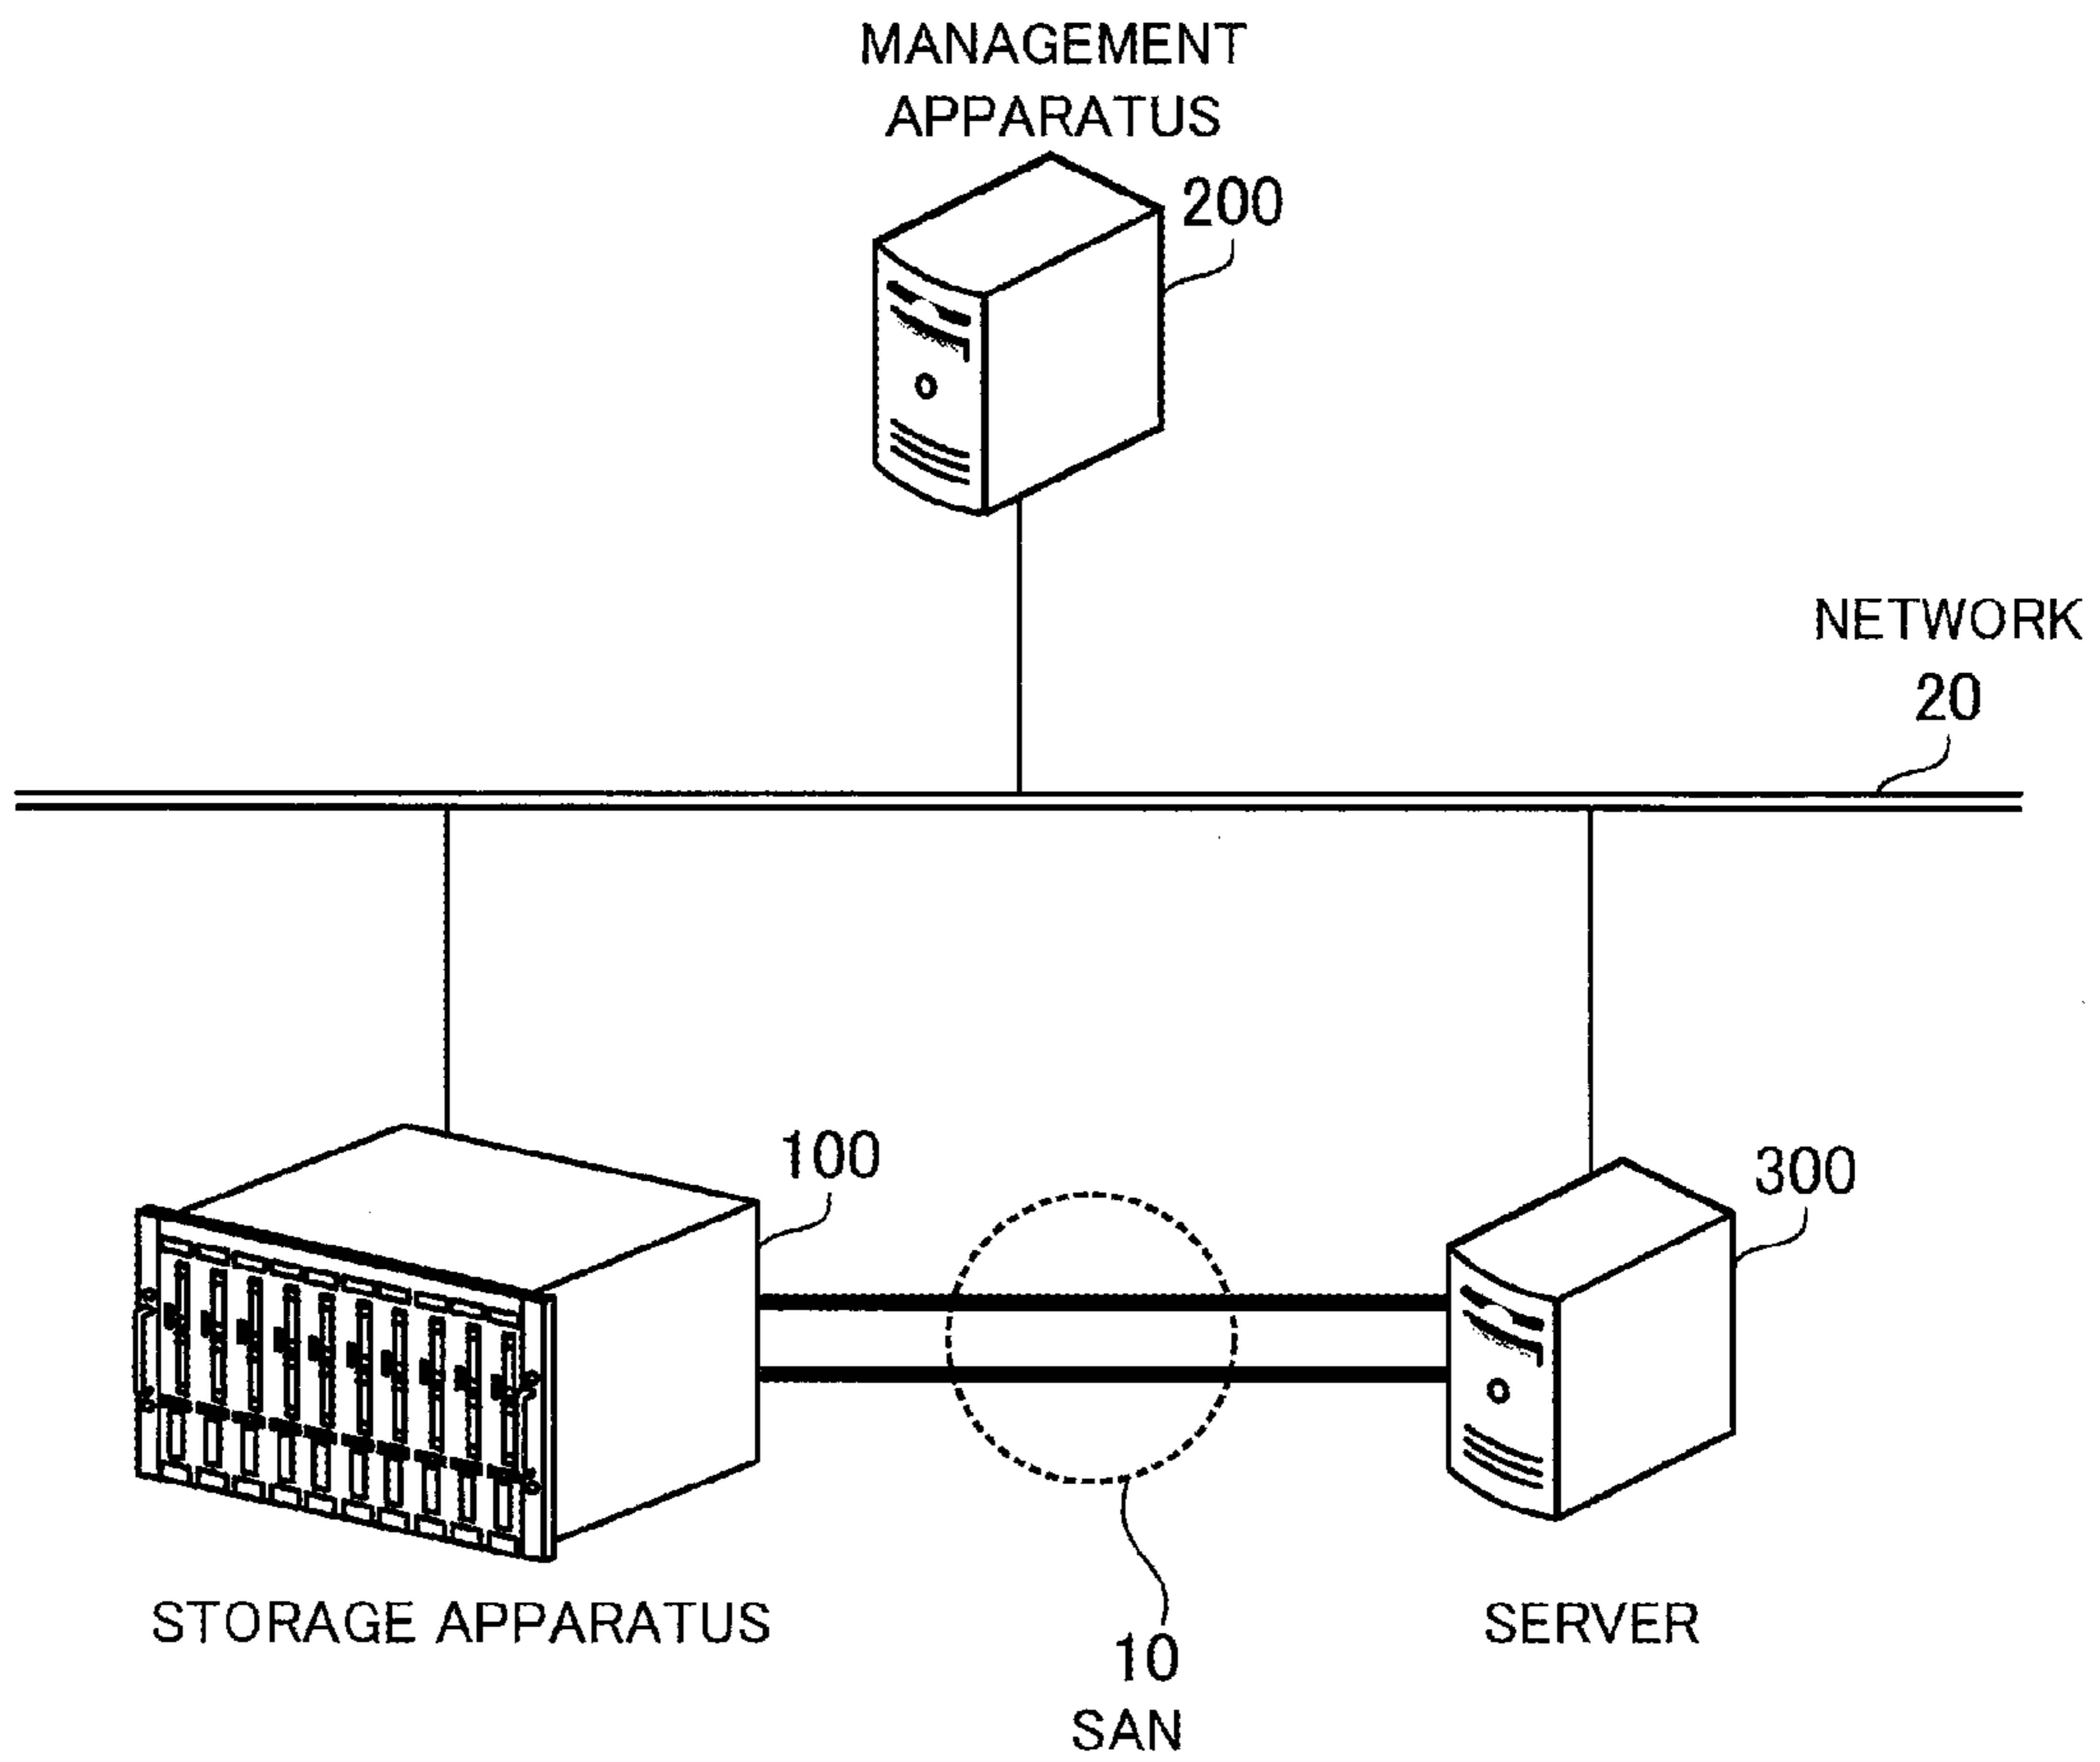 MANAGEMENT
APPARATUS
200
NETWORK
20
100
300
STORAGE APPARATUS
SERVER
10
SAN